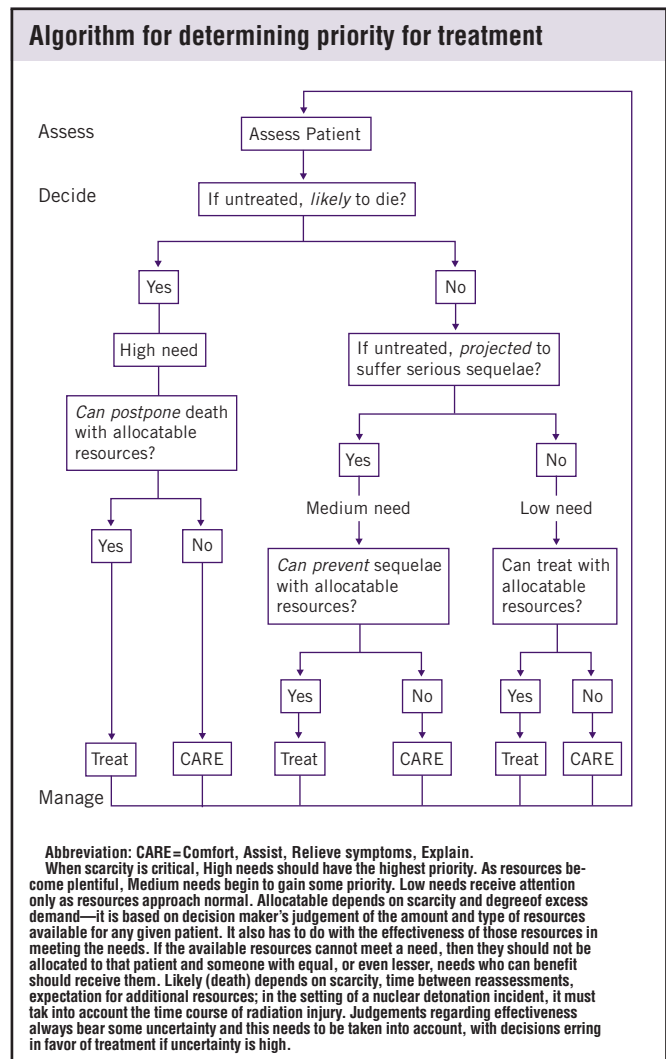 Algorithm for determining priority for treatment
Assess
Assess Patient
Decide
If untreated, likely to die?
Yes
No
High need
If untreated, projected to
suffer serious sequelae?
Can postpone death
with allocatable
resources?
Yes
No
Medium need
Low need
Yes
No
Can prevent sequelae
with allocatable
resources?
Can treat with
allocatable
resources?
Yes
No
Yes
No
Treat
CARE
Treat
CARE
Treat
CARE
Manage
Abbreviation: CARE=Comfort, Assist, Relieve symptoms, Explain.
When scarcity is critical, High needs should have the highest priority. As resources be-
come plentiful, Medium needs begin to gain some priority. Low needs receive attention
only as resources approach normal. Allocatable depends on scarcity and degreeof excess
demand—it is based on decision maker's judgement of the amount and type of resources
available for any given patient. It also has to do with the effectiveness of those resources in
meeting the needs. If the available resources cannot meet a need, then they should not be
allocated to that patient and someone with equal, or even lesser, needs who can benefit
should receive them. Likely (death) depends on scarcity, time between reassessments,
expectation for additional resources; in the setting of a nuclear detonation incident, it must
tak into account the time course of radiation injury. Judgements regarding effectiveness
always bear some uncertainty and this needs to be taken into account, with decisions erring
in favor of treatment if uncertainty is high.